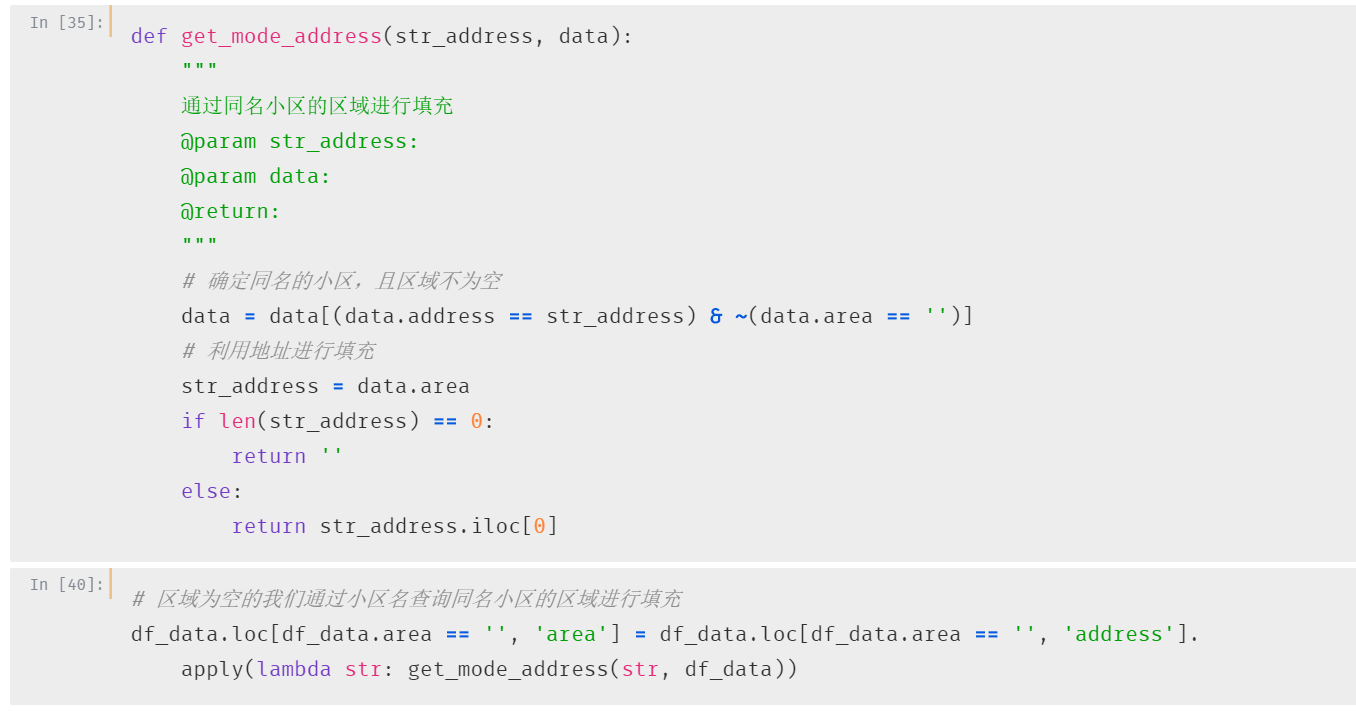 In [35]:
def get_mode_address(str_address, data):
    """
    通过同名小区的区域进行填充
    @param str_address:
    @param data:
    @return:
    """
    # 确定同名的小区，且区域不为空
    data = data[(data.address == str_address) & ~(data.area == '')]
    # 利用地址进行填充
    str_address = data.area
    if len(str_address) == 0:
        return ''
    else:
        return str_address.iloc[0]
In [40]:
# 区域为空的我们通过小区名查询同名小区的区域进行填充
df_data.loc[df_data.area == '', 'area'] = df_data.loc[df_data.area == '', 'address'].
    apply(lambda str: get_mode_address(str, df_data))